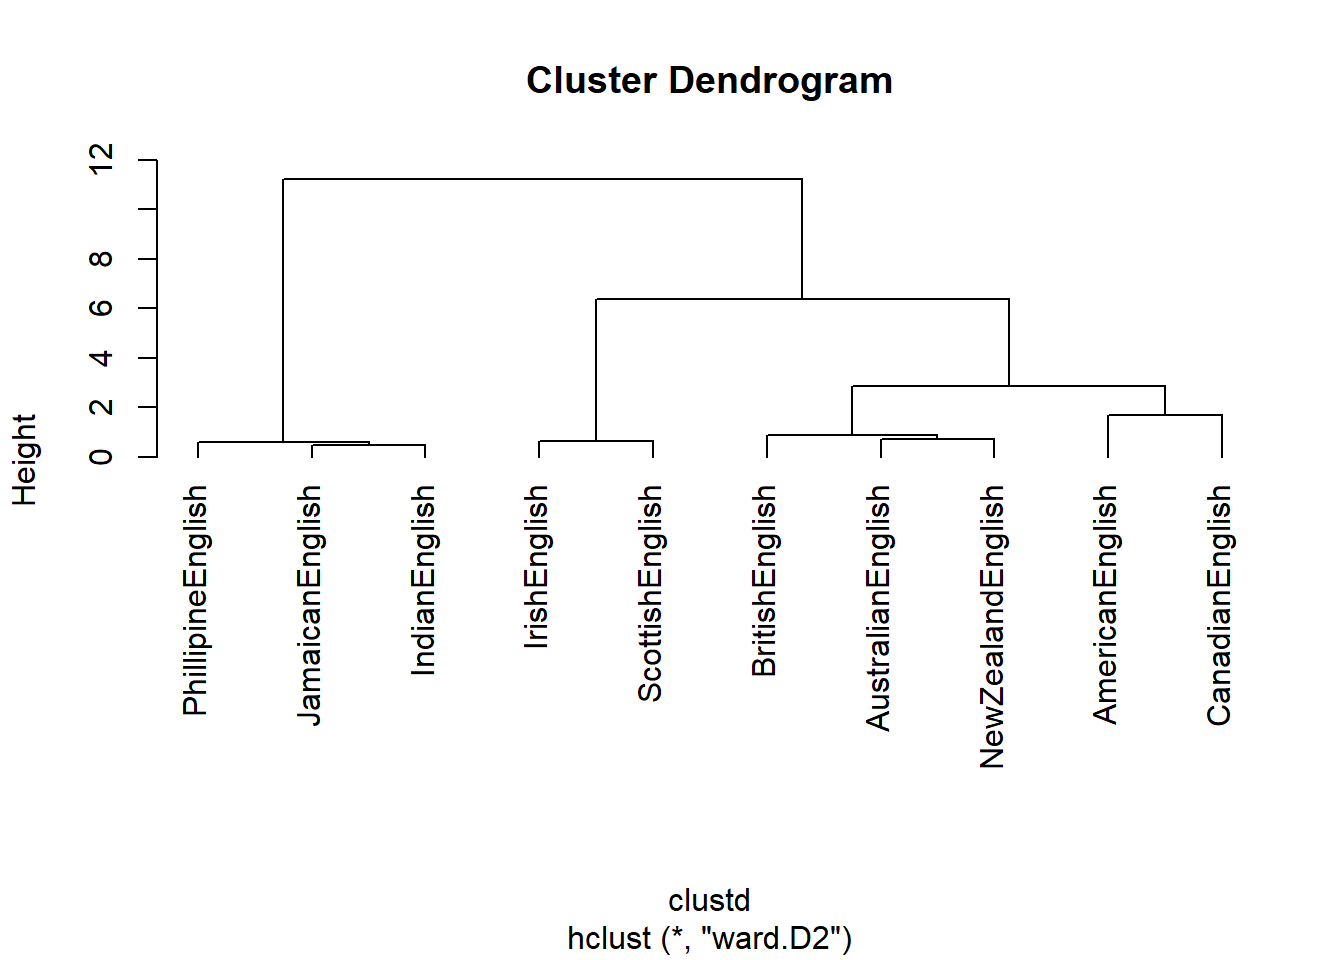 Cluster Dendrogram
12
8
6
4
2
0
Height
PhillipineEnglish
JamaicanEnglish
IndianEnglish
IrishEnglish
ScottishEnglish
BritishEnglish
AustralianEnglish
NewZealandEnglish
AmericanEnglish
CanadianEnglish
clustd
hclust (*, "ward.D2")